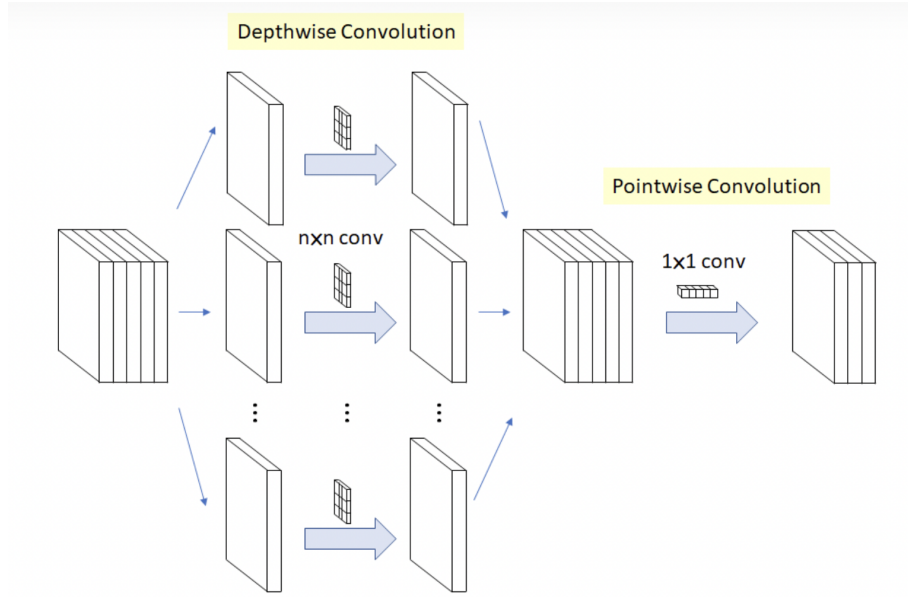 Depthwise Convolution
Pointwise Convolution
nxn conv
1x1 conv